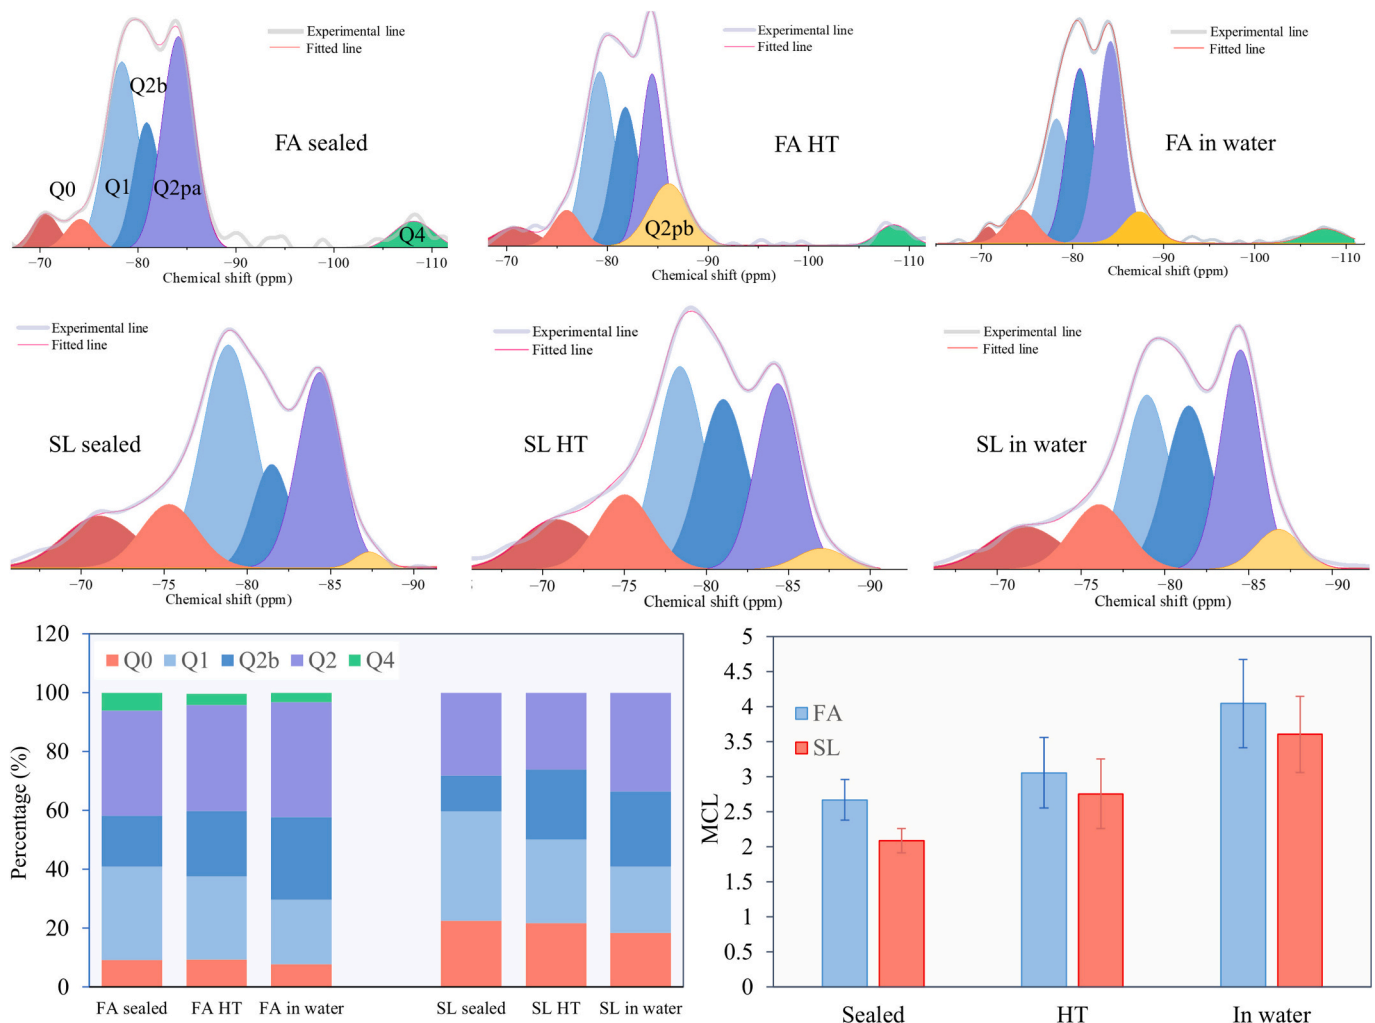 Experimental line
Fitted line
Q2b
Q0
Q1
Q2pa
Q4
FA sealed
−70
−80
−90
−100
−110
Chemical shift (ppm)
Experimental line
Fitted line
FA HT
Q2pb
−70
−80
−90
−100
−110
Chemical shift (ppm)
Experimental line
Fitted line
FA in water
−70
−80
−90
−100
−110
Chemical shift (ppm)
Experimental line
Fitted line
SL sealed
−70
−75
−80
−85
−90
Chemical shift (ppm)
Experimental line
Fitted line
SL HT
−70
−75
−80
−85
−90
Chemical shift (ppm)
Experimental line
Fitted line
SL in water
−70
−75
−80
−85
−90
Chemical shift (ppm)
Percentage (%)
120
100
80
60
40
20
0
Q0 Q1 Q2b Q2 Q4
FA sealed FA HT FA in water SL sealed SL HT SL in water
MCL
5
4.5
4
3.5
3
2.5
2
1.5
1
0.5
0
FA
SL
Sealed HT In water